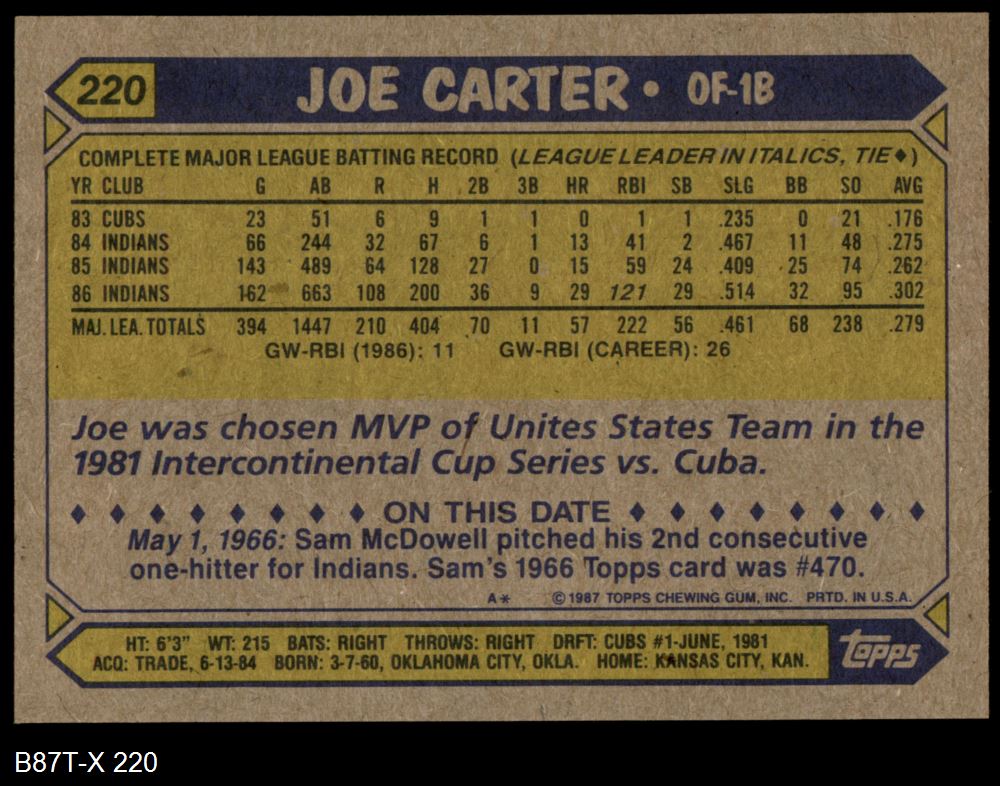 220 JOE CARTER • OF-1B
COMPLETE MAJOR LEAGUE BATTING RECORD (LEAGUE LEADER IN ITALICS, TIE♦)
YR CLUB G AB R H 2B 3B HR RBI SB SLG BB SO AVG
83 CUBS 23 51 6 9 1 1 0 1 1 .235 0 21 .176
84 INDIANS 66 244 32 67 6 1 13 41 2 .467 11 48 .275
85 INDIANS 143 489 64 128 27 0 15 59 24 .409 25 74 .262
86 INDIANS 162 663 108 200 36 9 29 121 29 .514 32 95 .302
MAJ. LEA. TOTALS 394 1447 210 404 70 11 57 222 56 .461 68 238 .279
GW-RBI (1986): 11 GW-RBI (CAREER): 26
Joe was chosen MVP of Unites States Team in the
1981 Intercontinental Cup Series vs. Cuba.
♦ ♦ ♦ ♦ ♦ ♦ ♦ ♦ ON THIS DATE ♦ ♦ ♦ ♦ ♦ ♦ ♦ ♦
May 1, 1966: Sam McDowell pitched his 2nd consecutive
one-hitter for Indians. Sam's 1966 Topps card was #470.
A* © 1987 TOPPS CHEWING GUM, INC. PRTD. IN U.S.A.
HT: 6'3" WT: 215 BATS: RIGHT THROWS: RIGHT DRFT: CUBS #1-JUNE, 1981
ACQ: TRADE, 6-13-84 BORN: 3-7-60, OKLAHOMA CITY, OKLA. HOME: KANSAS CITY, KAN.
topps
B87T-X 220